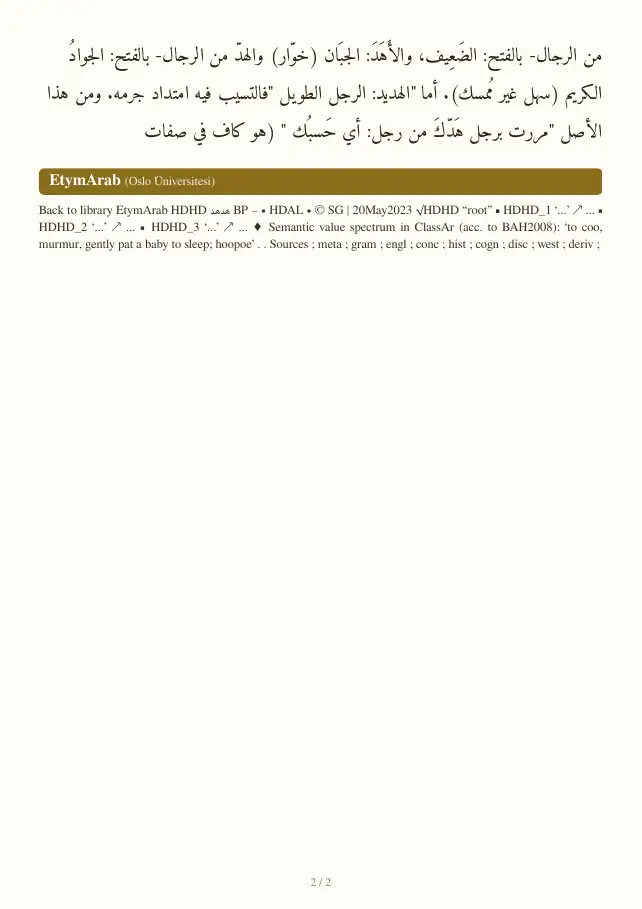 من الرجال- بالفتح: الضَعِيف، والأَهَدَ: الجبَان (خوّار) والهدّ من الرجال- بالفتح: الجوادُ
الكريم (سهل غير مُمسك). أما "الهديد: الرجل الطويل "فالتسيب فيه امتداد جرمه. ومن هذا
الأصل "مررت برجل هَدّكَ من رجل: أي حَسبُك " (هو كاف في صفات
EtymArab (Oslo Üniversitesi)
Back to library EtymArab HDHD هدهد BP – • HDAL • © SG | 20May2023 √HDHD “root” ▪ HDHD_1 ‘...’ ↗ ... ▪
HDHD_2 ‘...’ ↗ ... ▪ HDHD_3 ‘...’ ↗ ... ♦ Semantic value spectrum in ClassAr (acc. to BAH2008): ‘to coo,
murmur, gently pat a baby to sleep; hoopoe’ . . Sources ; meta ; gram ; engl ; conc ; hist ; cogn ; disc ; west ; deriv ;
2 / 2